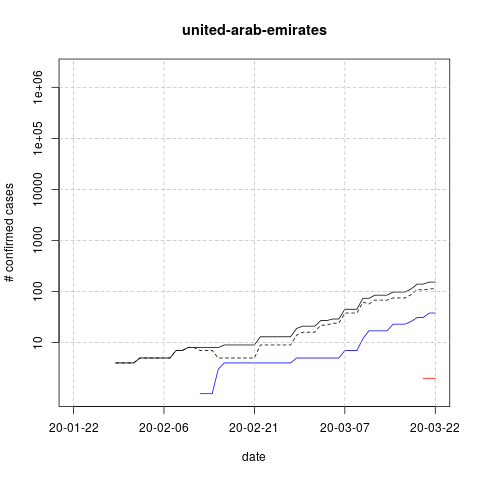 united-arab-emirates
# confirmed cases
1e+06
1e+05
10000
1000
100
10
20-01-22 20-02-06 20-02-21 20-03-07 20-03-22
date